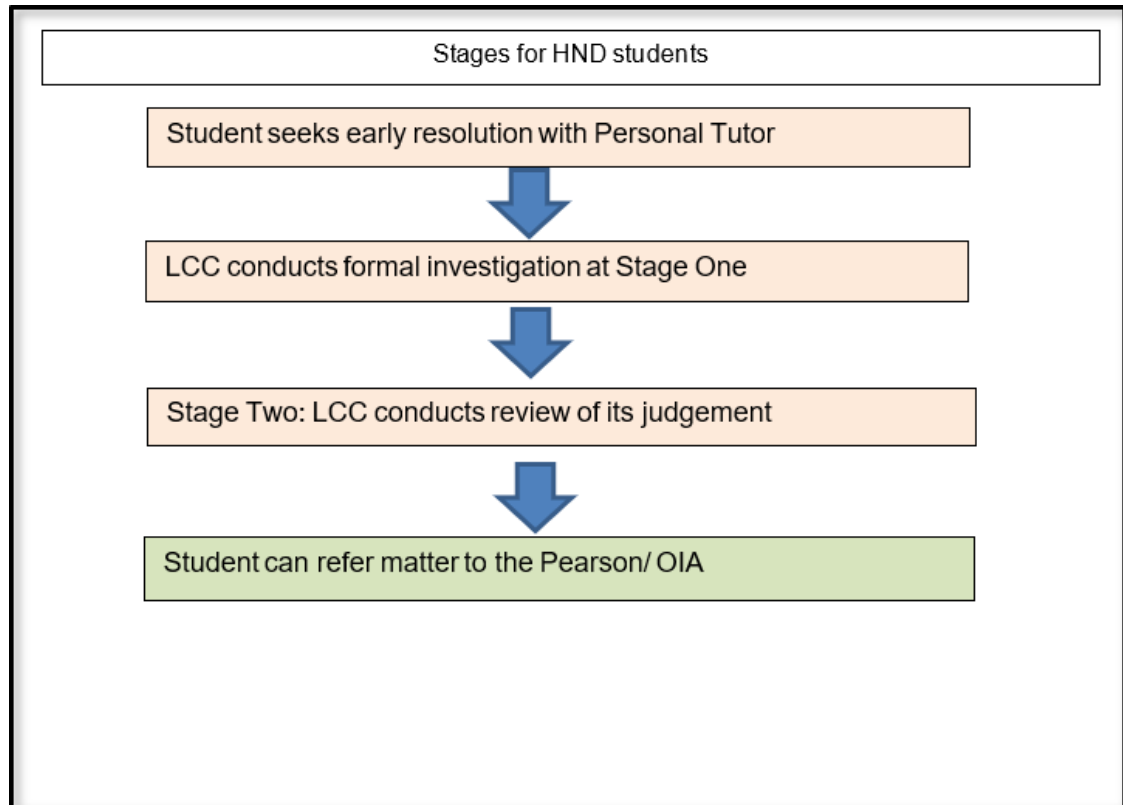 Stages for HND students
Student seeks early resolution with Personal Tutor
LCC conducts formal investigation at Stage One
Stage Two: LCC conducts review of its judgement
Student can refer matter to the Pearson/ OIA